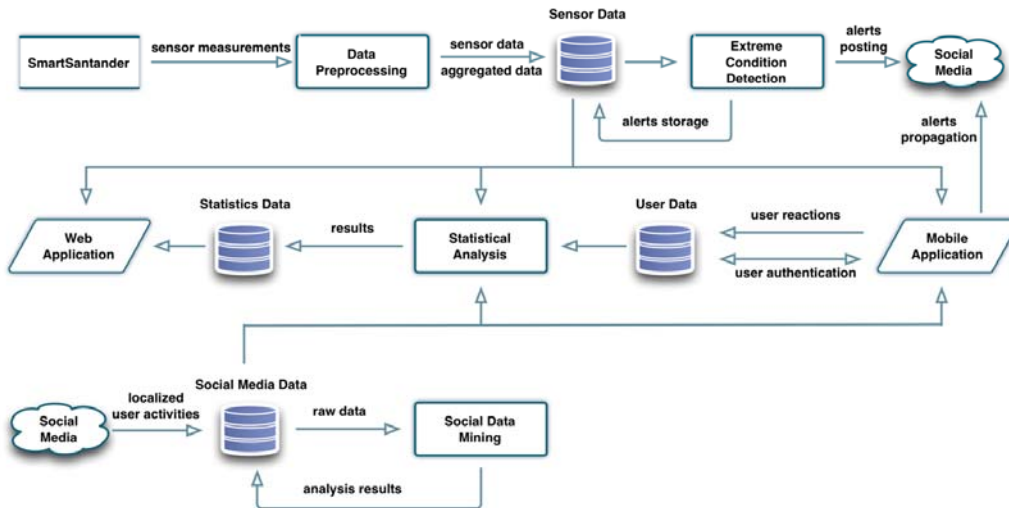 Sensor Data
SmartSantander
sensor measurements
Data
Preprocessing
sensor data
aggregated data
Extreme
Condition
Detection
alerts
posting
Social
Media
alerts storage
alerts
propagation
Web
Application
Statistics Data
results
Statistical
Analysis
User Data
user reactions
user authentication
Mobile
Application
Social
Media
localized
user activities
Social Media Data
raw data
Social Data
Mining
analysis results